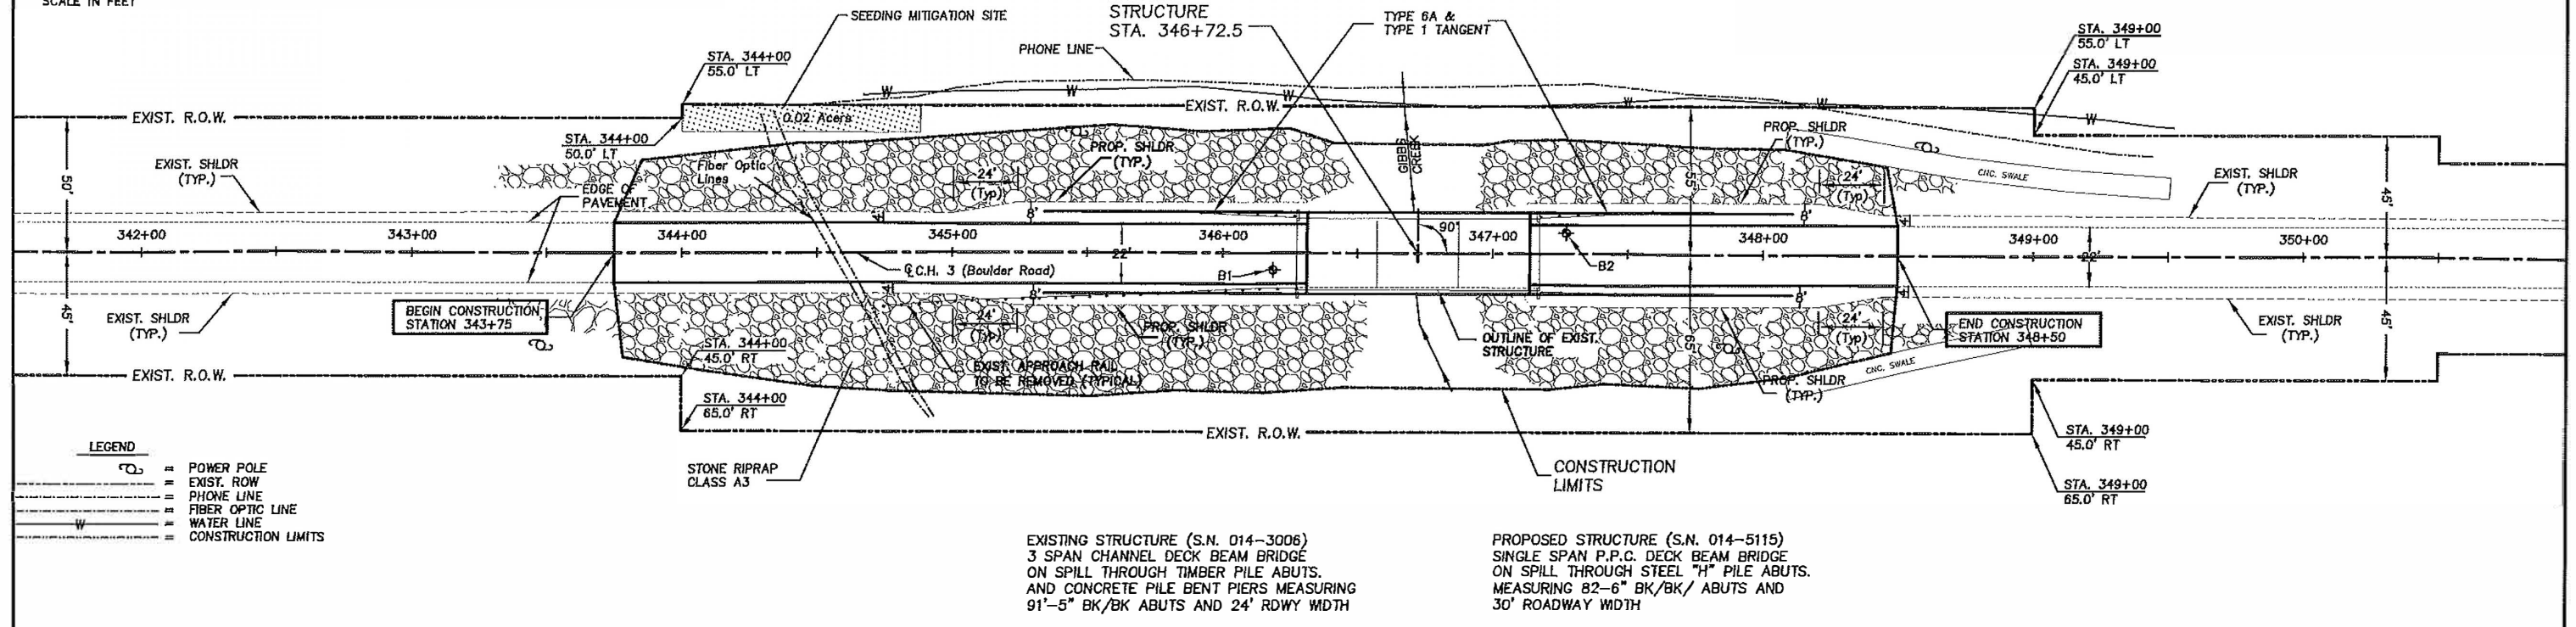 SCALE IN FEET
SEEDING MITIGATION SITE
STRUCTURE
STA. 346+72.5
TYPE 6A &
TYPE 1 TANGENT
PHONE LINE
STA. 344+00
55.0' LT
STA. 349+00
55.0' LT
STA. 349+00
45.0' LT
W
W
W
W
W
W
EXIST. R.O.W.
EXIST. R.O.W.
0.02 Acers
STA. 344+00
50.0' LT
PROP. SHLDR
(TYP.)
PROP. SHLDR
(TYP.)
GIBBS
CREEK
EXIST. SHLDR
(TYP.)
Fiber Optic
Lines
24'
(Typ)
24'
(Typ)
CNC. SWALE
EXIST. SHLDR
(TYP.)
50'
55'
45'
EDGE OF
PAVEMENT
4'
8'
8'
4'
342+00
343+00
344+00
345+00
346+00
90°
347+00
348+00
349+00
350+00
22'
22'
℄ C.H. 3 (Boulder Road)
B1
B2
4'
8'
8'
4'
BEGIN CONSTRUCTION
STATION 343+75
EXIST. SHLDR
(TYP.)
45'
24'
(Typ)
PROP. SHLDR
(TYP.)
OUTLINE OF EXIST.
STRUCTURE
24'
(Typ)
END CONSTRUCTION
STATION 348+50
EXIST. SHLDR
(TYP.)
45'
65'
STA. 344+00
45.0' RT
EXIST. APPROACH RAIL
TO BE REMOVED (TYPICAL)
CNC. SWALE
EXIST. R.O.W.
PROP. SHLDR
(TYP.)
STA. 344+00
65.0' RT
EXIST. R.O.W.
STA. 349+00
45.0' RT
STA. 349+00
65.0' RT
STONE RIPRAP
CLASS A3
CONSTRUCTION
LIMITS
LEGEND
= POWER POLE
= EXIST. ROW
= PHONE LINE
= FIBER OPTIC LINE
W = WATER LINE
= CONSTRUCTION LIMITS
EXISTING STRUCTURE (S.N. 014-3006)
3 SPAN CHANNEL DECK BEAM BRIDGE
ON SPILL THROUGH TIMBER PILE ABUTS.
AND CONCRETE PILE BENT PIERS MEASURING
91'-5" BK/BK ABUTS AND 24' RDWY WIDTH
PROPOSED STRUCTURE (S.N. 014-5115)
SINGLE SPAN P.P.C. DECK BEAM BRIDGE
ON SPILL THROUGH STEEL "H" PILE ABUTS.
MEASURING 82-6" BK/BK/ ABUTS AND
30' ROADWAY WIDTH